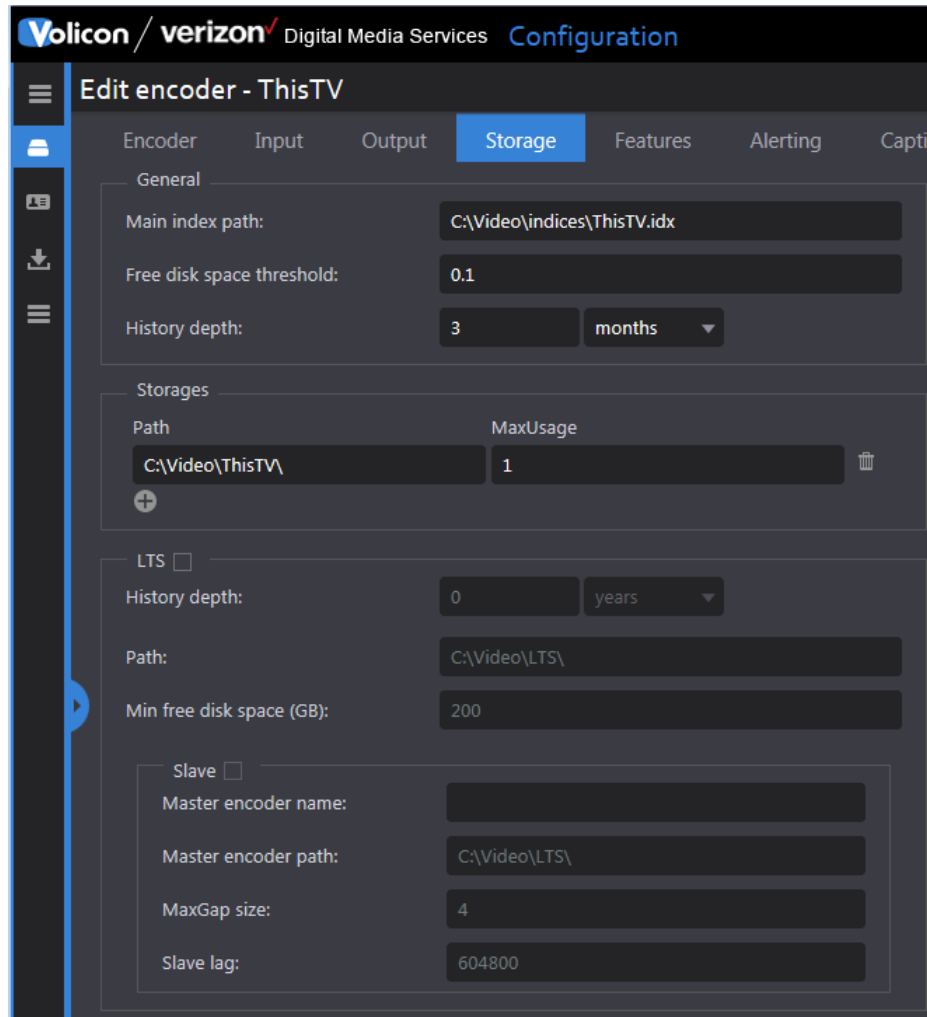 Volicon / verizon✓ Digital Media Services Configuration
Edit encoder - ThisTV
Encoder Input Output Storage Features Alerting Capti
General
Main index path: C:\Video\indices\ThisTV.idx
Free disk space threshold: 0.1
History depth: 3 months
Storages
Path MaxUsage
C:\Video\ThisTV\ 1
LTS
History depth: 0 years
Path: C:\Video\LTS\
Min free disk space (GB): 200
Slave
Master encoder name:
Master encoder path: C:\Video\LTS\
MaxGap size: 4
Slave lag: 604800